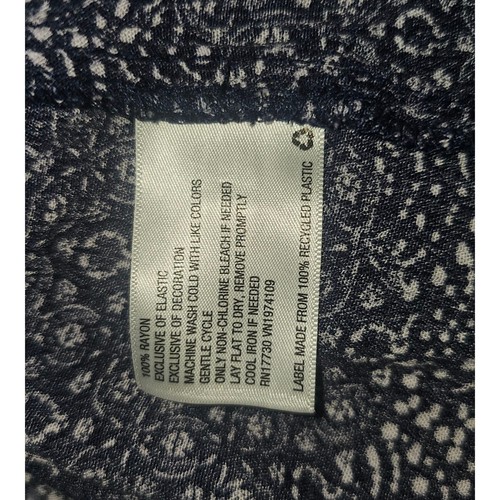 100% RAYON
EXCLUSIVE OF ELASTIC
EXCLUSIVE OF DECORATION
MACHINE WASH COLD WITH LIKE COLORS
GENTLE CYCLE
ONLY NON-CHLORINE BLEACH IF NEEDED
LAY FLAT TO DRY, REMOVE PROMPTLY
COOL IRON IF NEEDED
RN17730 VN1974109
LABEL MADE FROM 100% RECYCLED PLASTIC